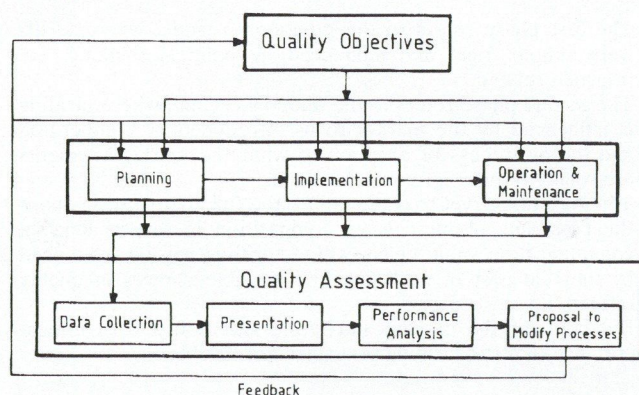 Quality Objectives
Planning
Implementation
Operation &
Maintenance
Quality Assessment
Data Collection
Presentation
Performance
Analysis
Proposal to
Modify Processes
Feedback